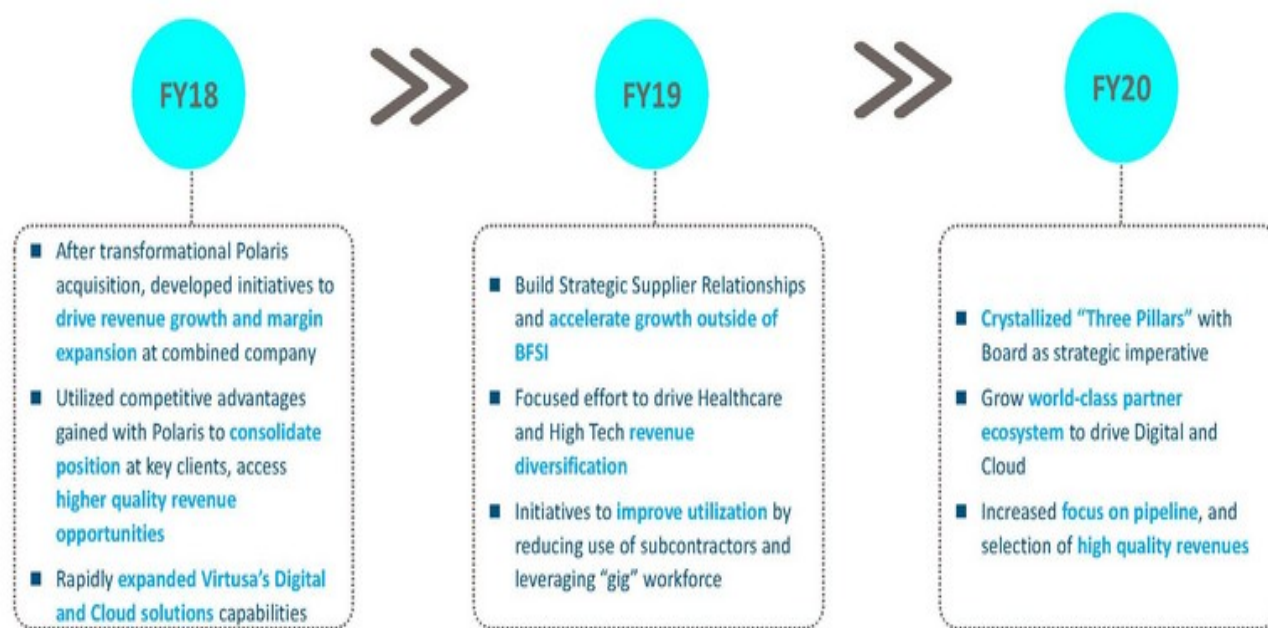 FY18
FY19
FY20
■ After transformational Polaris
acquisition, developed initiatives to
drive revenue growth and margin
expansion at combined company
■ Utilized competitive advantages
gained with Polaris to consolidate
position at key clients, access
higher quality revenue
opportunities
■ Rapidly expanded Virtusa's Digital
and Cloud solutions capabilities
■ Build Strategic Supplier Relationships
and accelerate growth outside of
BFSI
■ Focused effort to drive Healthcare
and High Tech revenue
diversification
■ Initiatives to improve utilization by
reducing use of subcontractors and
leveraging “gig” workforce
■ Crystallized “Three Pillars” with
Board as strategic imperative
■ Grow world-class partner
ecosystem to drive Digital and
Cloud
■ Increased focus on pipeline, and
selection of high quality revenues